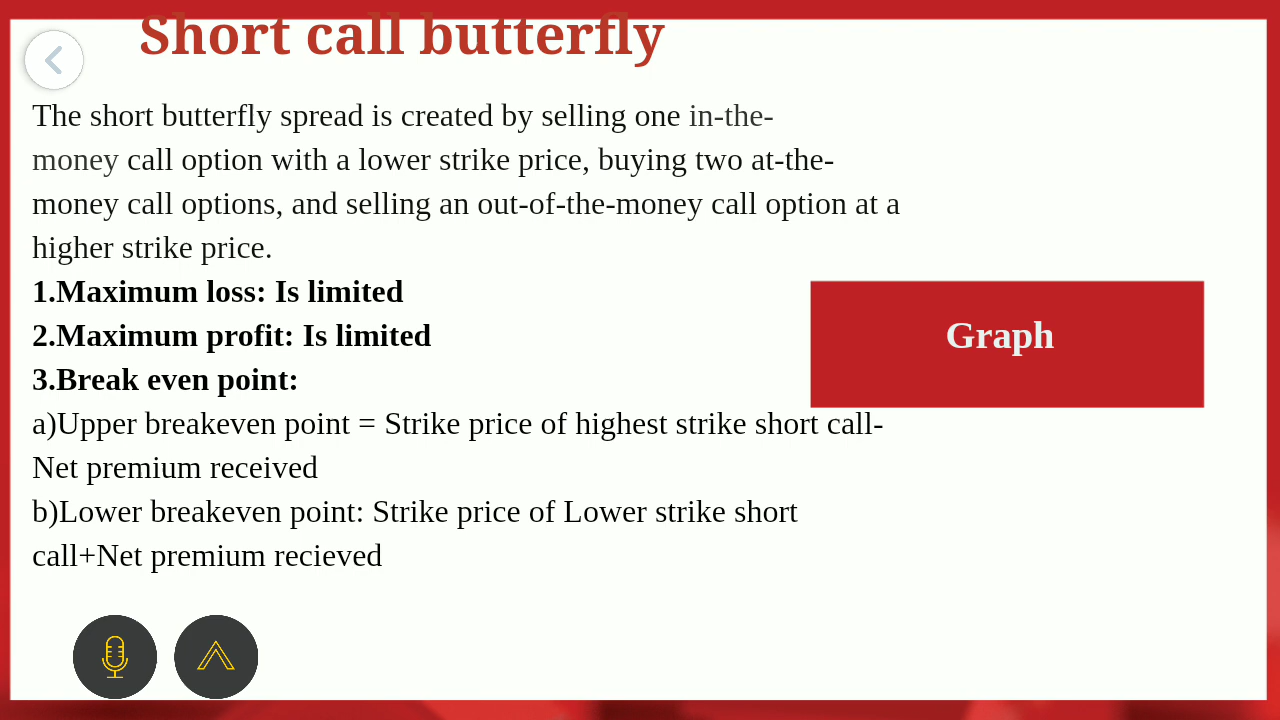 Short call butterfly
The short butterfly spread is created by selling one in-the-
money call option with a lower strike price, buying two at-the-
money call options, and selling an out-of-the-money call option at a
higher strike price.
1.Maximum loss: Is limited
2.Maximum profit: Is limited
Graph
3.Break even point:
a)Upper breakeven point = Strike price of highest strike short call-
Net premium received
b)Lower breakeven point: Strike price of Lower strike short
call+Net premium recieved